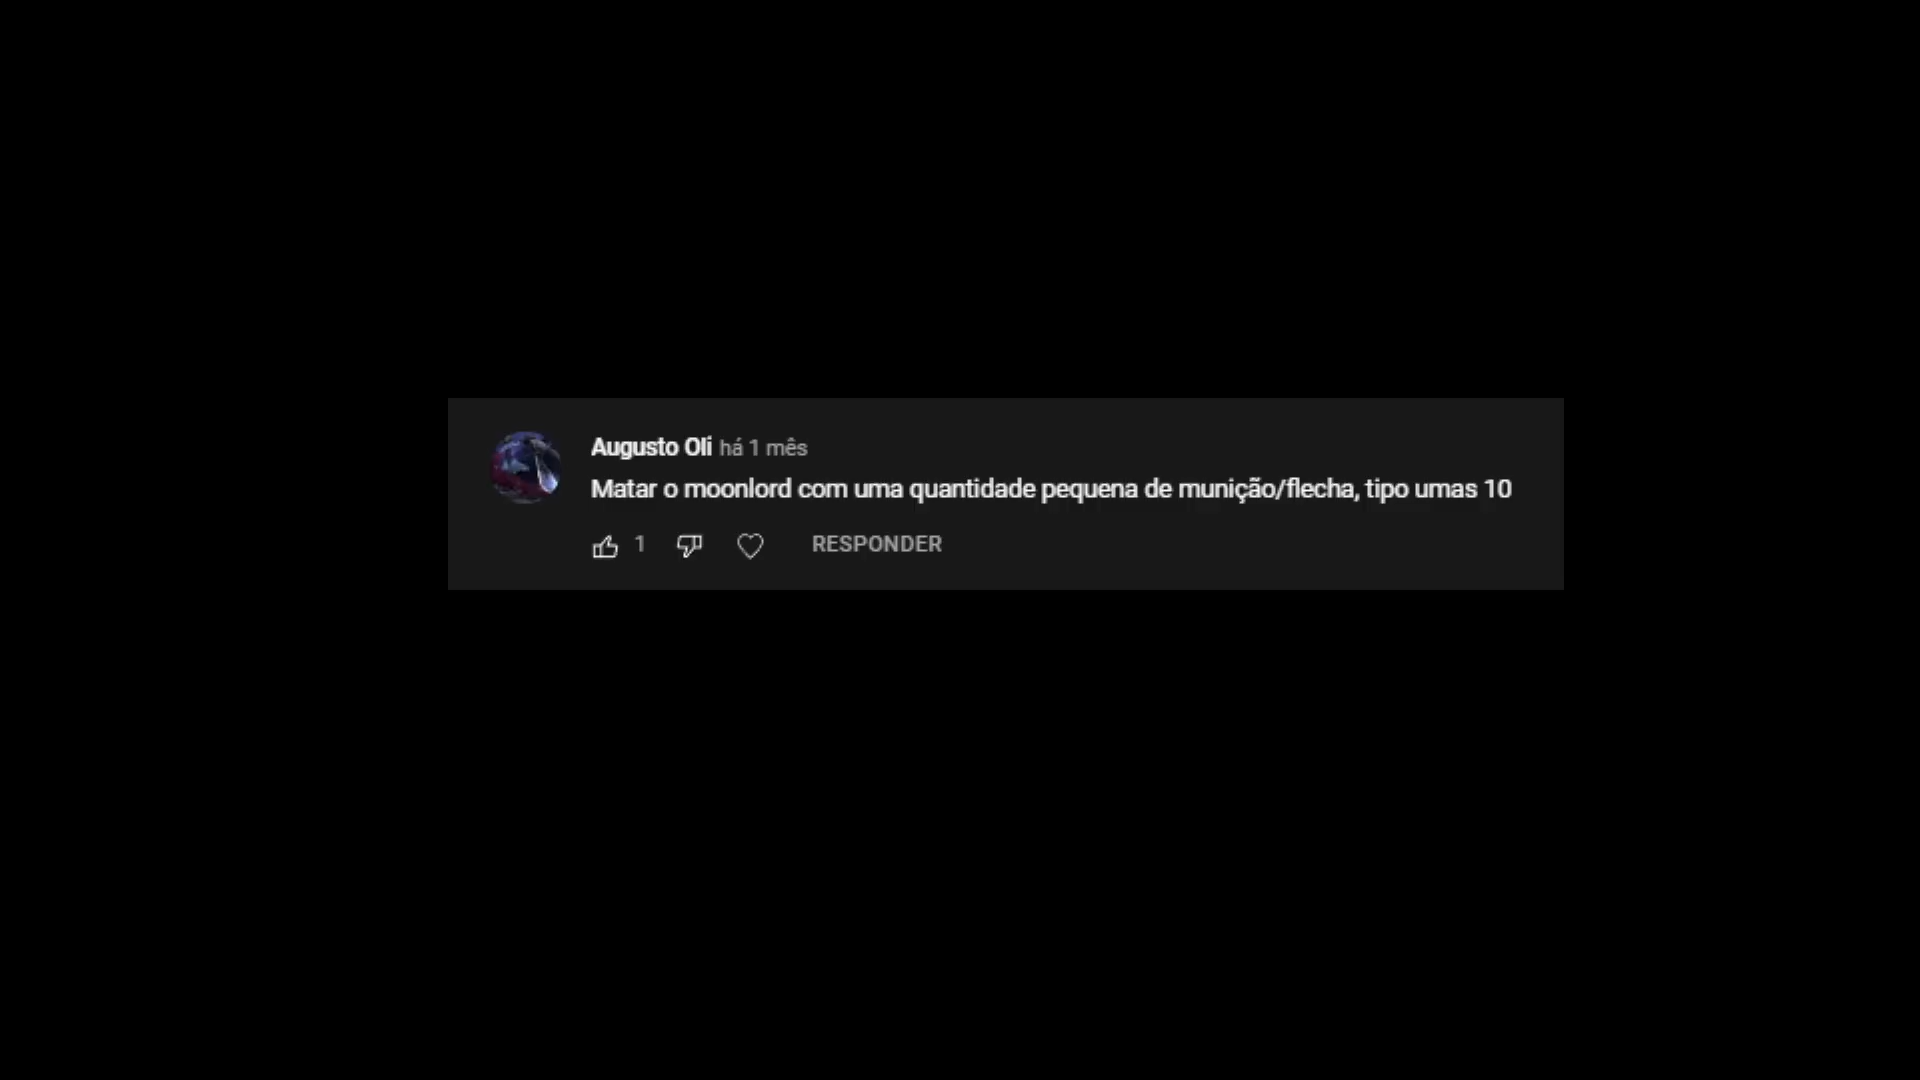 Augusto Oli há 1 mês
Matar o moonlord com uma quantidade pequena de munição/flecha, tipo umas 10
1 RESPONDER